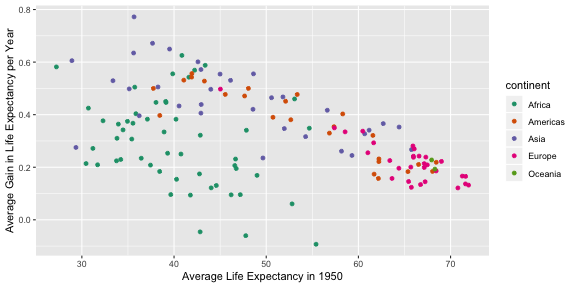 Average Gain in Life Expectancy per Year
0.8
0.6
0.4
0.2
0.0
30
40
50
60
70
Average Life Expectancy in 1950
continent
Africa
Americas
Asia
Europe
Oceania